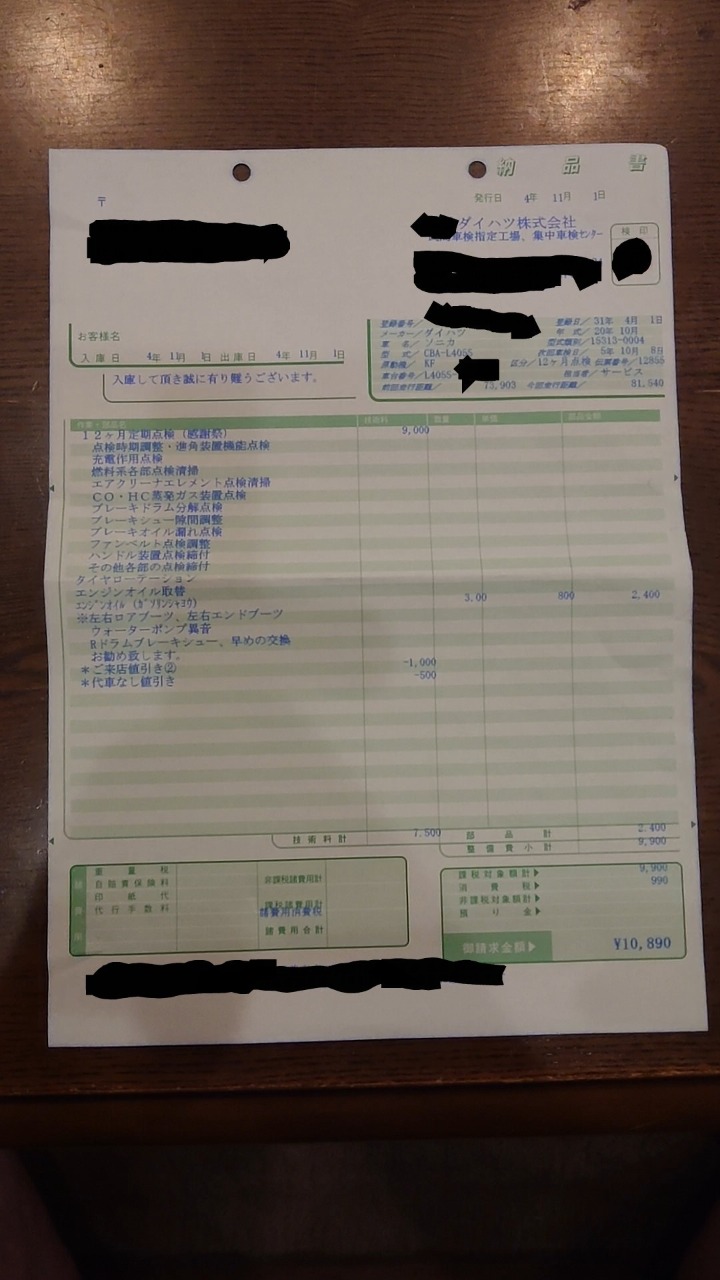 納品書
発行日 4年 11月 1日
〒
ダイハツ株式会社
車検指定工場、集中車検センター
検印
お客様名
入庫日 4年 11月 1日 出庫日 4年 11月 1日
入庫して頂き誠に有り難うございます。
登録番号／ 登録日／ 31年 4月 1日
メーカー／ダイハツ 年式／20年 10月
車名／ソニカ 型式類別／15313-0004
型式／CBA-L405S 次回車検日／ 5年 10月 8日
原動機／ KF 区分／12ヶ月点検 伝票番号／12855
車台番号／L405S- 担当者／サービス
前回走行距離／ 73,903 今回走行距離／ 81,540
作業・部品名 技術料 数量 単価 部品金額
１２ヶ月定期点検（感謝祭） 9,000
点検時期調整・進角装置機能点検
充電作用点検
燃料系各部点検清掃
エアクリーナエレメント点検清掃
ＣＯ・ＨＣ蒸発ガス装置点検
ブレーキドラム分解点検
ブレーキシュー隙間調整
ブレーキオイル漏れ点検
ファンベルト点検調整
ハンドル装置点検締付
その他各部の点検締付
タイヤローテーション
エンジンオイル取替
ｴﾝｼﾞﾝｵｲﾙ (ｶﾞｿﾘﾝｼﾔﾖｳ) 3.00 800 2,400
※左右ロアブーツ、左右エンドブーツ
ウォーターポンプ異音
Ｒドラムブレーキシュー、早めの交換
お勧め致します。
＊ご来店値引き② -1,000
＊代車なし値引き -500
技術料計 7,500 部品計 2,400
整備費小計 9,900
諸費用
重量税
自賠責保険料 非課税諸費用計
印紙代
代行手数料 課税諸費用計
諸費用消費税
諸費用合計
課税対象額計▶ 9,900
消費税▶ 990
非課税対象額計▶
預り金▶
御請求金額▶ ¥10,890